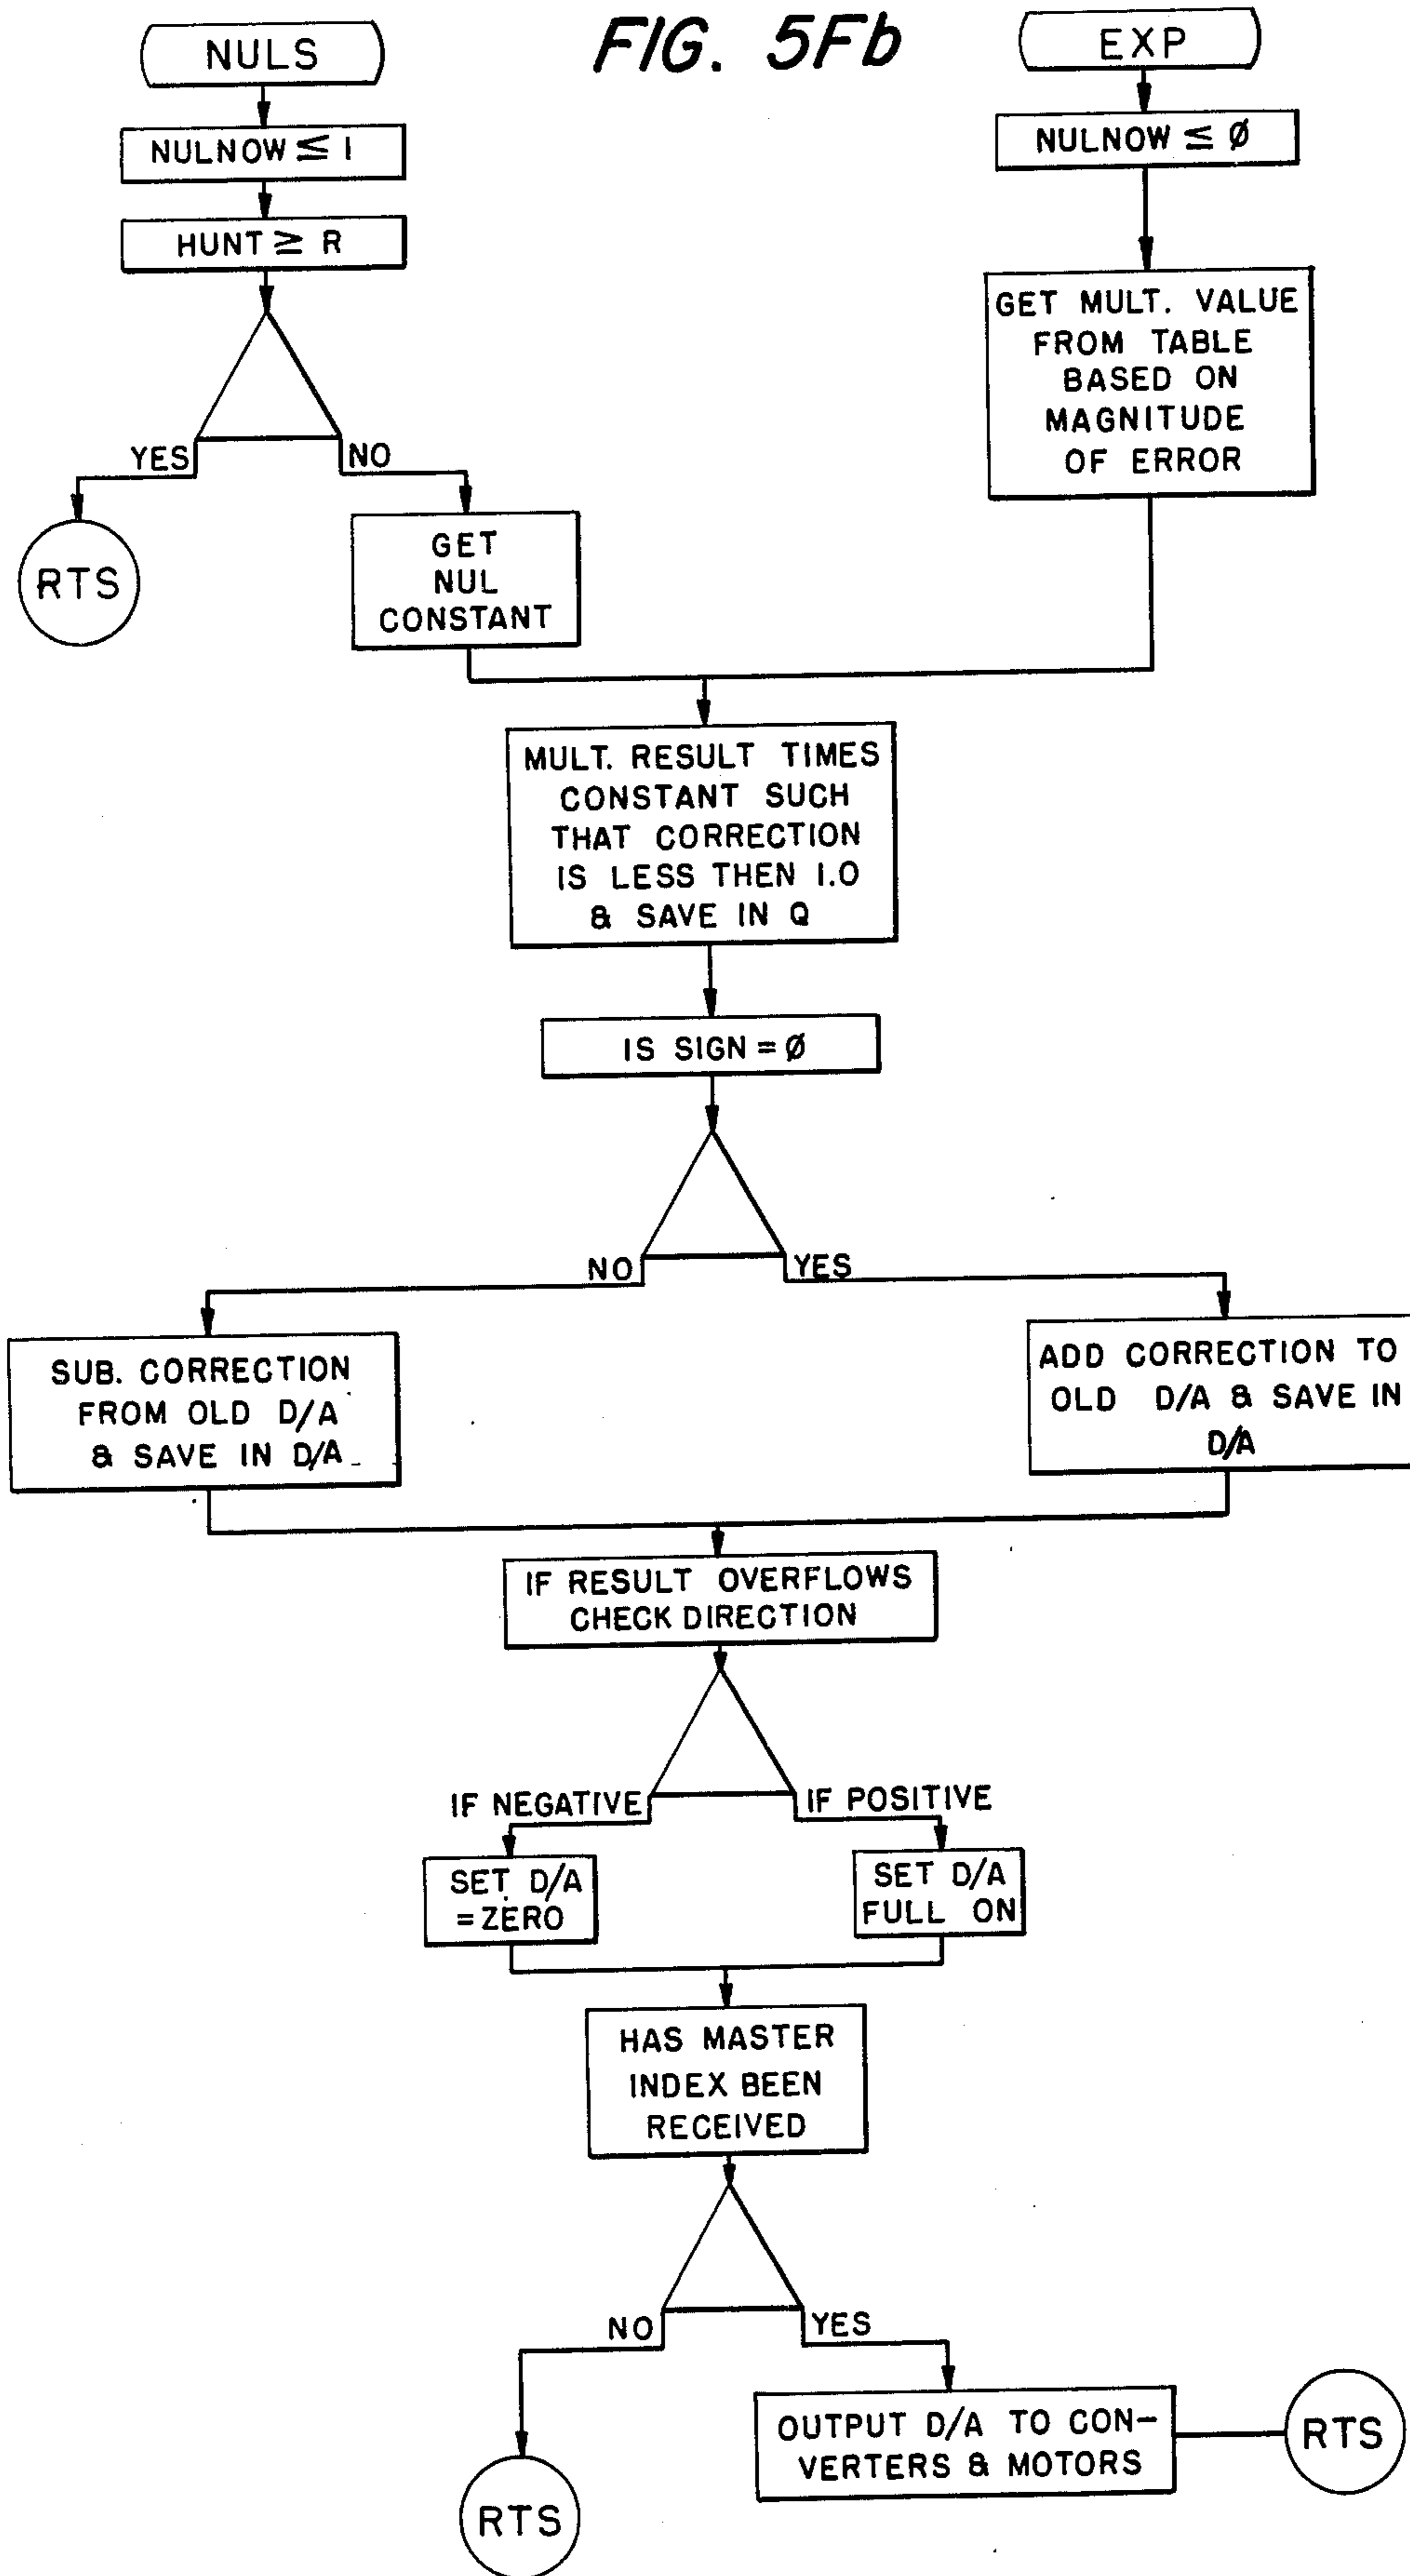 FIG. 5Fb
NULS
NULNOW ≦ 1
HUNT ≧ R
YES
NO
RTS
GET
NUL
CONSTANT
EXP
NULNOW ≦ Ø
GET MULT. VALUE
FROM TABLE
BASED ON
MAGNITUDE
OF ERROR
MULT. RESULT TIMES
CONSTANT SUCH
THAT CORRECTION
IS LESS THEN 1.0
& SAVE IN Q
IS SIGN = Ø
NO
YES
SUB. CORRECTION
FROM OLD D/A
& SAVE IN D/A
ADD CORRECTION TO
OLD D/A & SAVE IN
D/A
IF RESULT OVERFLOWS
CHECK DIRECTION
IF NEGATIVE
IF POSITIVE
SET D/A
=ZERO
SET D/A
FULL ON
HAS MASTER
INDEX BEEN
RECEIVED
NO
YES
RTS
OUTPUT D/A TO CON-
VERTERS & MOTORS
RTS